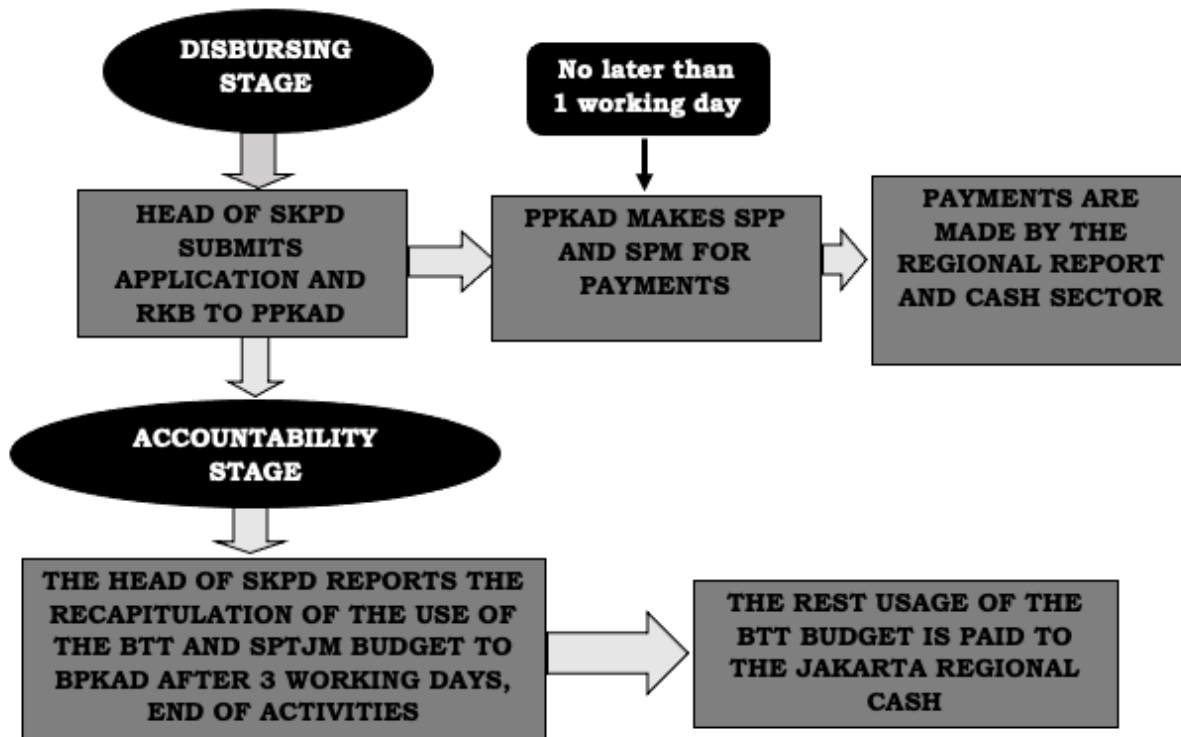 DISBURSING
STAGE
No later than
1 working day
HEAD OF SKPD
SUBMITS
APPLICATION AND
RKB TO PPKAD
PPKAD MAKES SPP
AND SPM FOR
PAYMENTS
PAYMENTS ARE
MADE BY THE
REGIONAL REPORT
AND CASH SECTOR
ACCOUNTABILITY
STAGE
THE HEAD OF SKPD REPORTS THE
RECAPITULATION OF THE USE OF
THE BTT AND SPTJM BUDGET TO
BPKAD AFTER 3 WORKING DAYS,
END OF ACTIVITIES
THE REST USAGE OF THE
BTT BUDGET IS PAID TO
THE JAKARTA REGIONAL
CASH